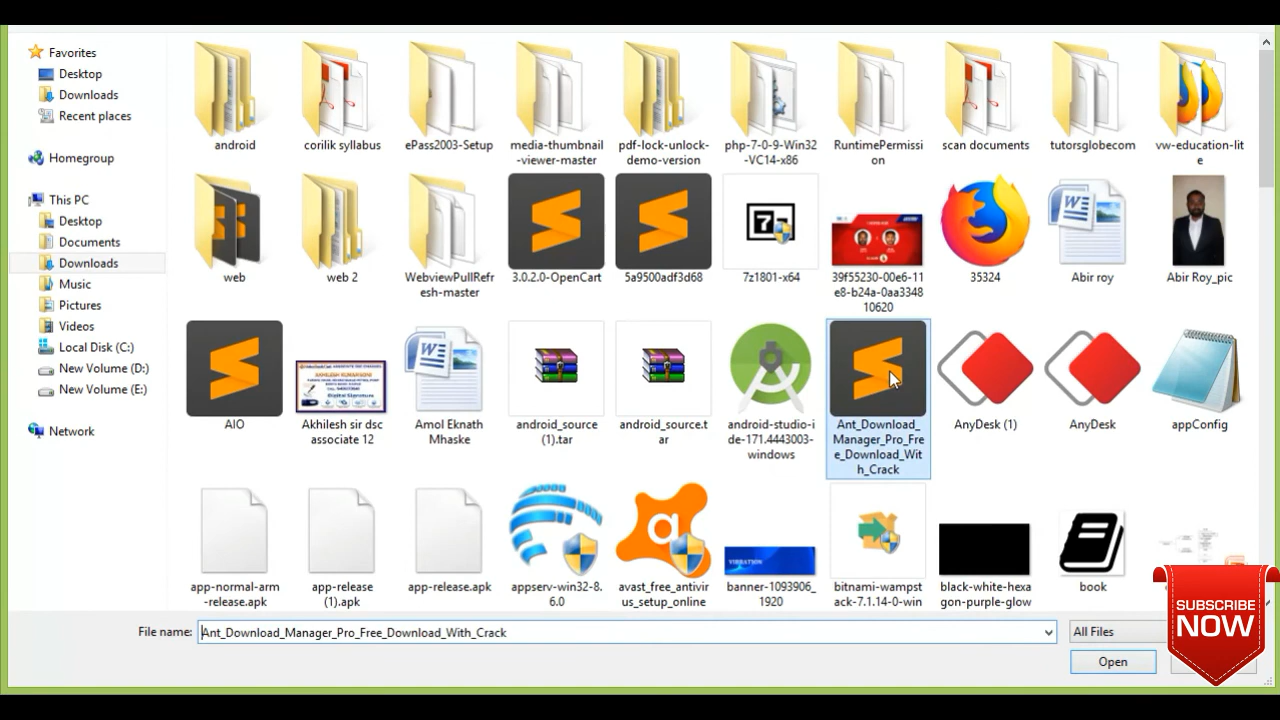 Favorites
Desktop
Downloads
Recent places
Homegroup
This PC
Desktop
Documents
Downloads
Music
Pictures
Videos
Local Disk (C:)
New Volume (D:)
New Volume (E:)
Network
android
corilik syllabus
ePass2003-Setup
media-thumbnail
-viewer-master
pdf-lock-unlock-
demo-version
php-7-0-9-Win32
-VC14-x86
RuntimePermissi
on
scan documents
tutorsglobecom
vw-education-lit
e
web
web 2
WebviewPullRefr
esh-master
3.0.2.0-OpenCart
5a9500adf3d68
7z1801-x64
39f55230-00e6-11
e8-b24a-0aa3348
10620
35324
Abir roy
Abir Roy_pic
AIO
Akhilesh sir dsc
associate 12
Amol Eknath
Mhaske
android_source
(1).tar
android_source.t
ar
android-studio-i
de-171.4443003-
windows
Ant_Download_
Manager_Pro_Fre
e_Download_Wit
h_Crack
AnyDesk (1)
AnyDesk
appConfig
app-normal-arm
-release.apk
app-release
(1).apk
app-release.apk
appserv-win32-8.
6.0
avast_free_antivir
us_setup_online
banner-1093906_
1920
bitnami-wampst
ack-7.1.14-0-win
black-white-hexa
gon-purple-glow
book
File name:
Ant_Download_Manager_Pro_Free_Download_With_Crack
All Files
Open
SUBSCRIBE
NOW